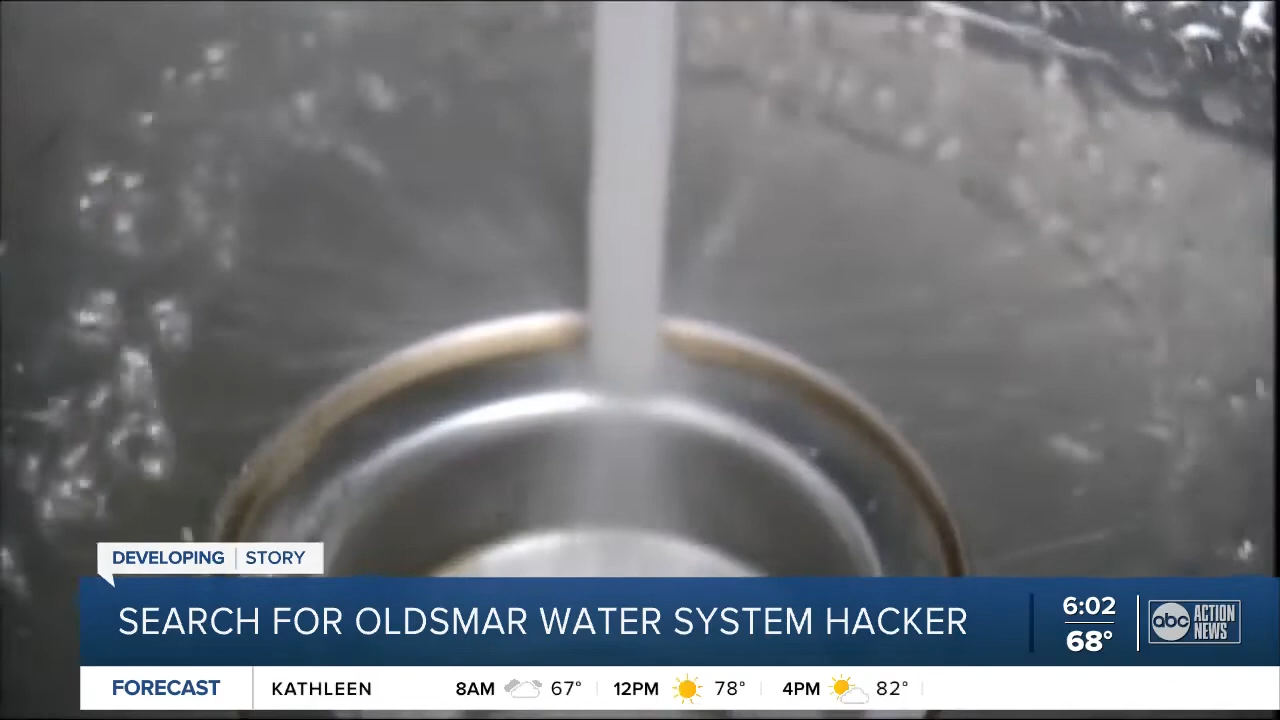 DEVELOPING | STORY
SEARCH FOR OLDSMAR WATER SYSTEM HACKER
6:02
68°
abc ACTION NEWS
FORECAST KATHLEEN 8AM 67° 12PM 78° 4PM 82°